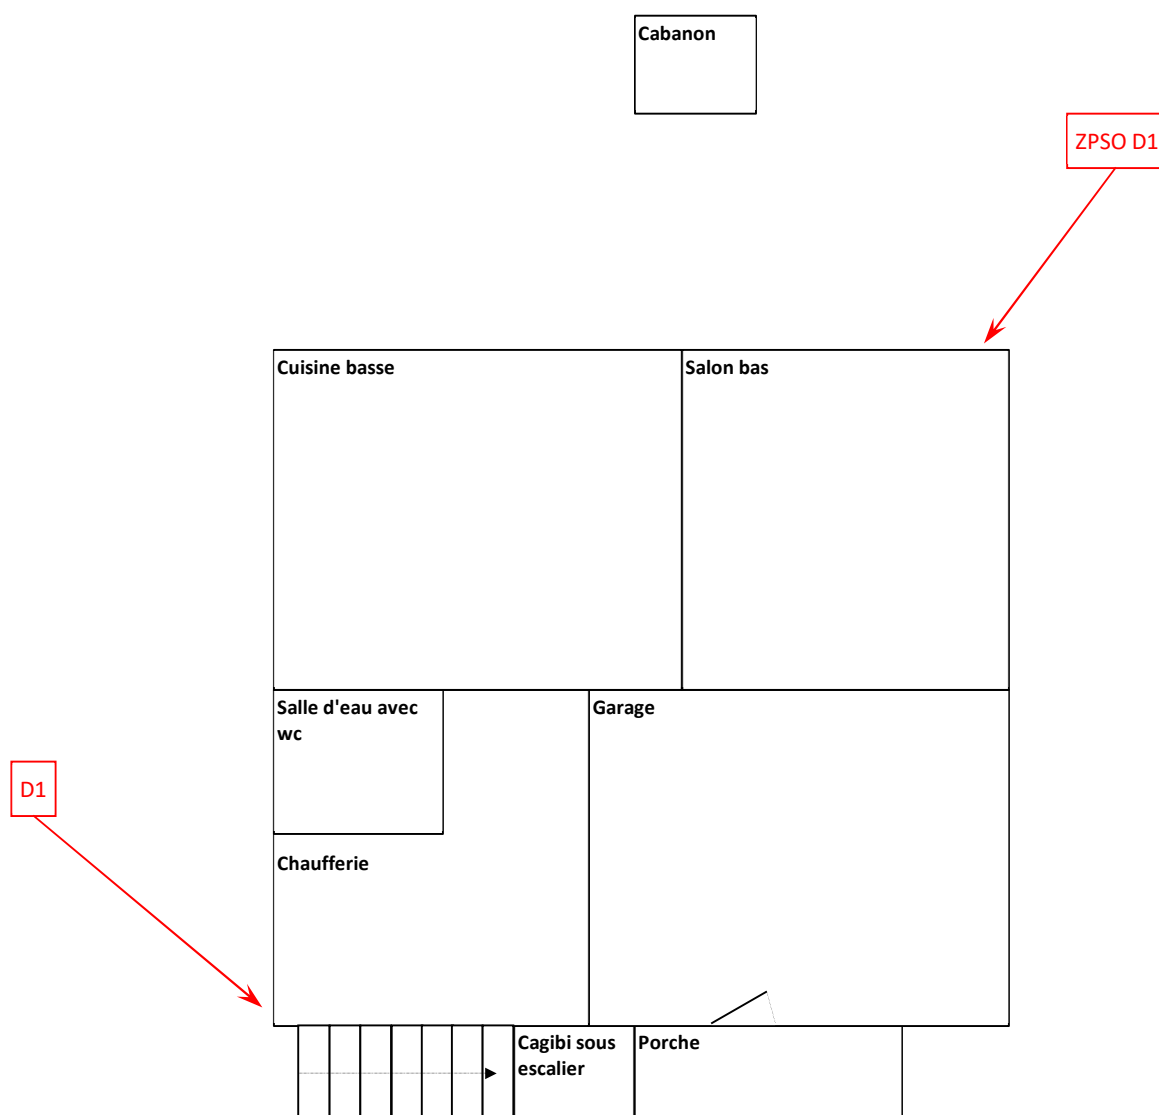 Cabanon
ZPSO D1
Cuisine basse
Salon bas
Salle d'eau avec
wc
Garage
D1
Chaufferie
Cagibi sous
escalier
Porche